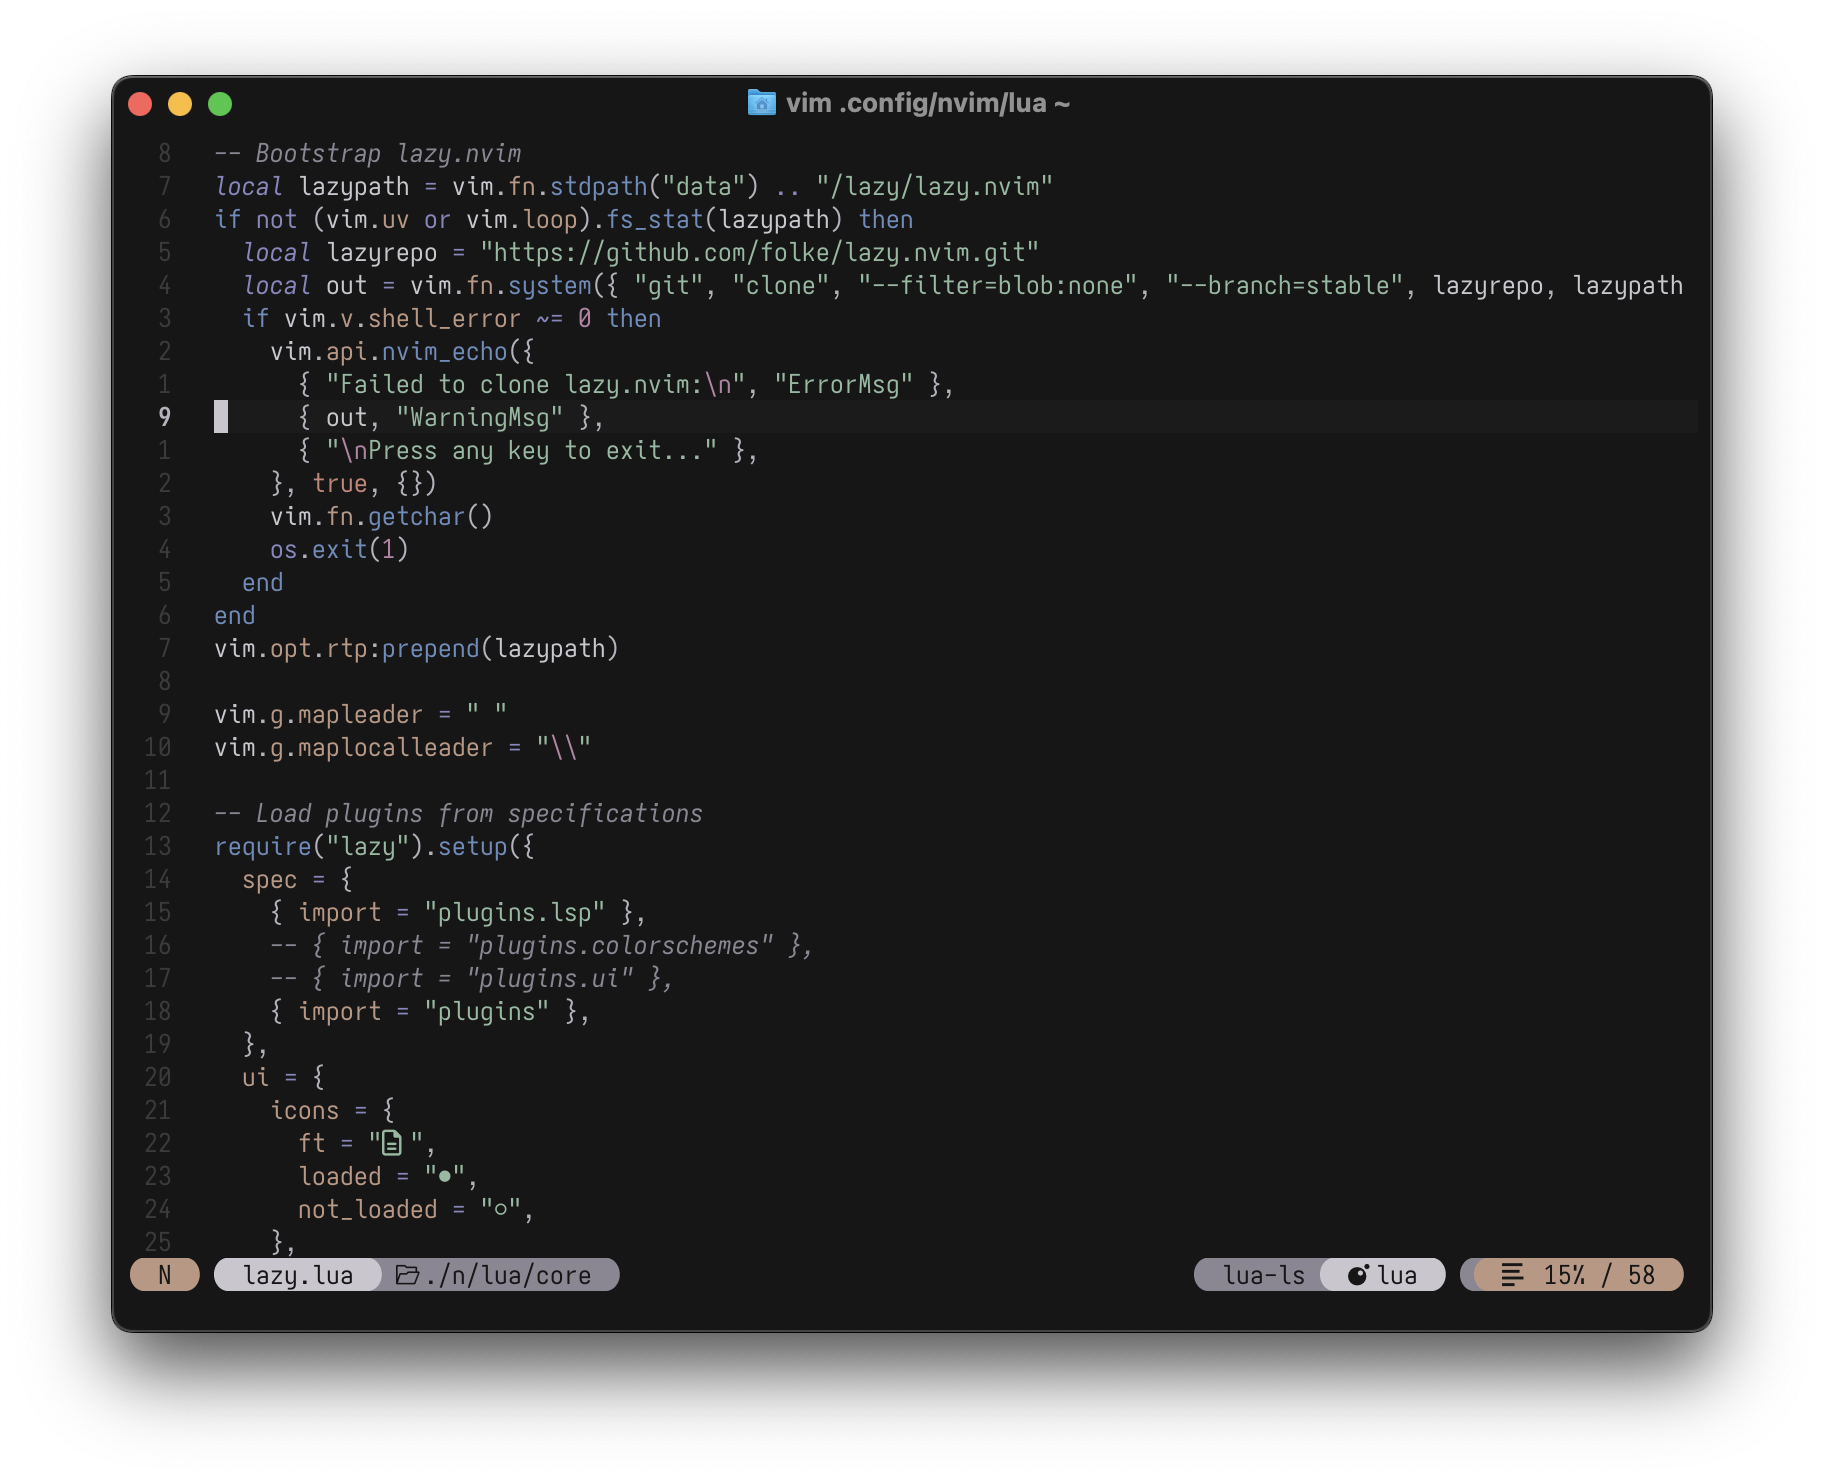 vim .config/nvim/lua ~
8 -- Bootstrap lazy.nvim
7 local lazypath = vim.fn.stdpath("data") .. "/lazy/lazy.nvim"
6 if not (vim.uv or vim.loop).fs_stat(lazypath) then
5   local lazyrepo = "https://github.com/folke/lazy.nvim.git"
4   local out = vim.fn.system({ "git", "clone", "--filter=blob:none", "--branch=stable", lazyrepo, lazypath
3   if vim.v.shell_error ~= 0 then
2     vim.api.nvim_echo({
1       { "Failed to clone lazy.nvim:\n", "ErrorMsg" },
9       { out, "WarningMsg" },
1       { "\nPress any key to exit..." },
2     }, true, {})
3     vim.fn.getchar()
4     os.exit(1)
5   end
6 end
7 vim.opt.rtp:prepend(lazypath)
8
9 vim.g.mapleader = " "
10 vim.g.maplocalleader = "\\"
11
12 -- Load plugins from specifications
13 require("lazy").setup({
14   spec = {
15     { import = "plugins.lsp" },
16     -- { import = "plugins.colorschemes" },
17     -- { import = "plugins.ui" },
18     { import = "plugins" },
19   },
20   ui = {
21     icons = {
22       ft = " ",
23       loaded = "●",
24       not_loaded = "○",
25     },
N lazy.lua ./n/lua/core lua-ls lua 15% / 58